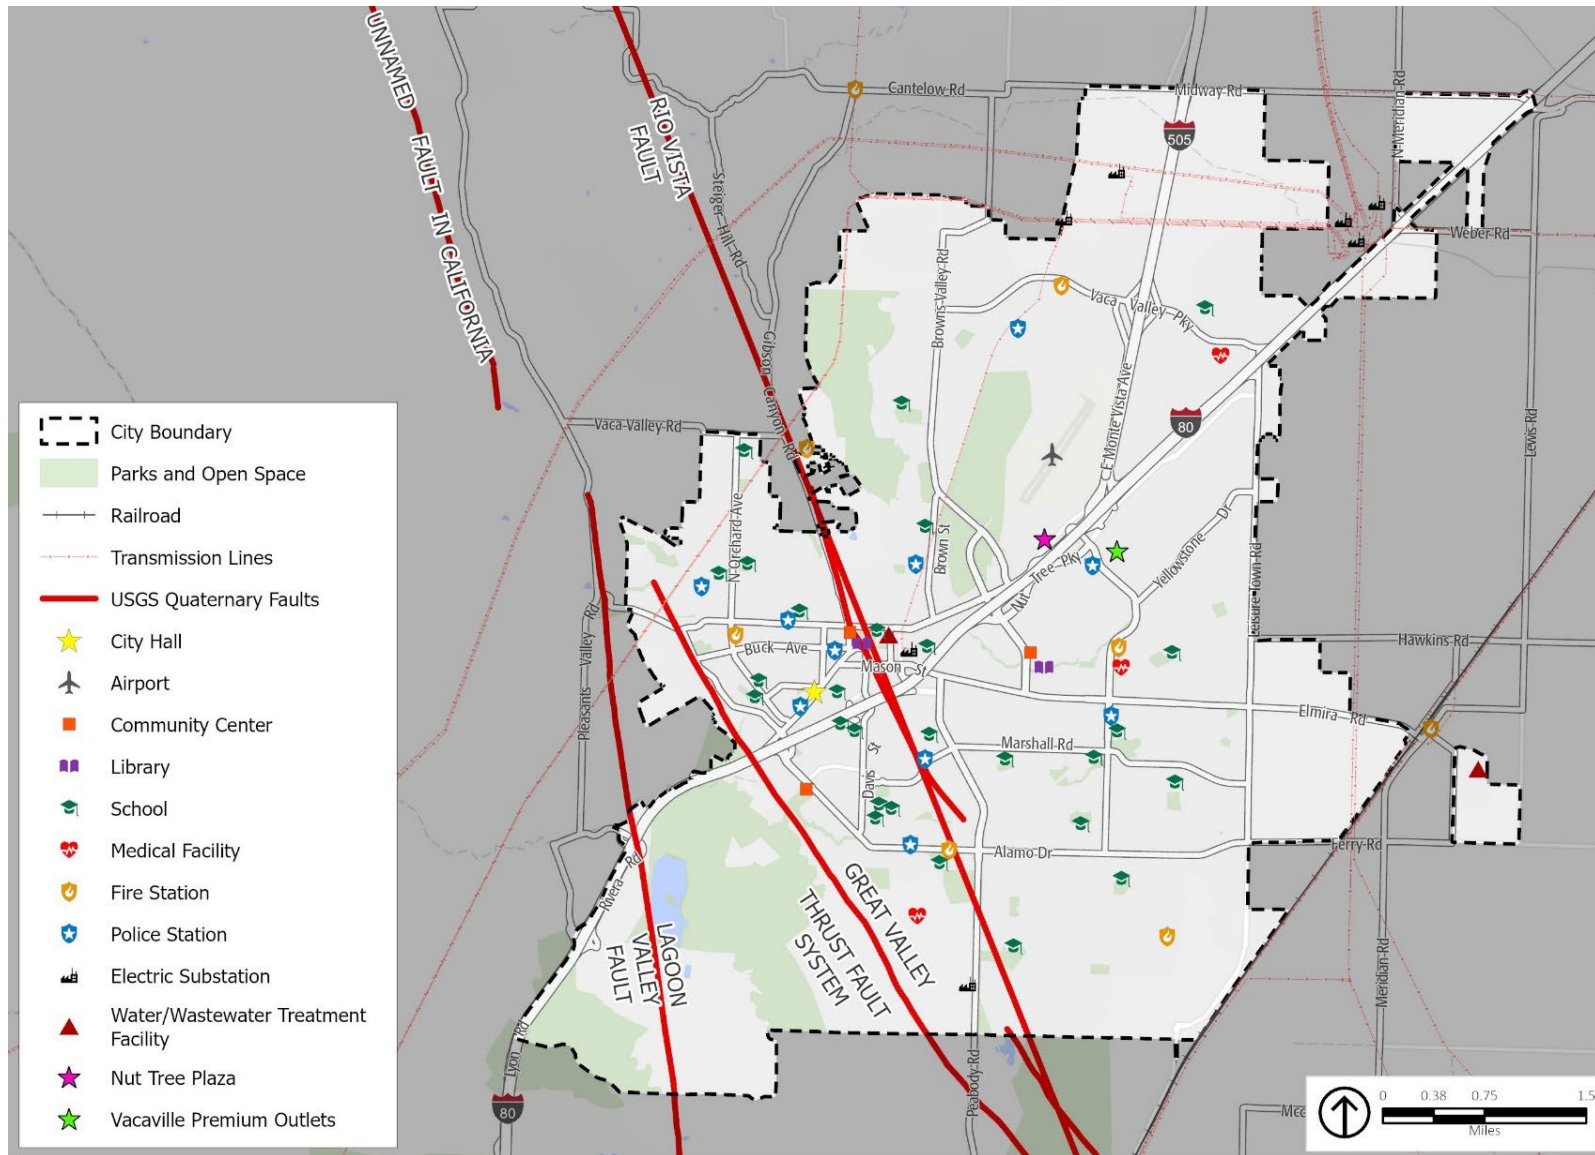 UNNAMED FAULT IN CALIFORNIA
RIO VISTA
FAULT
Cantelow Rd
Midway Rd
N Meridian Rd
505
Steiger Hill Rd
Weber Rd
Browns Valley Rd
Vaca Valley Pky
Gibson Canyon Rd
E Monte Vista Ave
80
Lewis Rd
Vaca Valley Rd
N Orchard Ave
Brown St
Nut Tree Pky
Yellowstone Dr
Leisure Town Rd
Pleasants Valley Rd
Buck Ave
Mason St
Hawkins Rd
Elmira Rd
Marshall Rd
Davis St
Alamo Dr
Ferry Rd
Rivera Rd
LAGOON
VALLEY
FAULT
GREAT VALLEY
THRUST FAULT
SYSTEM
Meridian Rd
Peabody Rd
Lyon Rd
80
City Boundary
Parks and Open Space
Railroad
Transmission Lines
USGS Quaternary Faults
City Hall
Airport
Community Center
Library
School
Medical Facility
Fire Station
Police Station
Electric Substation
Water/Wastewater Treatment
Facility
Nut Tree Plaza
Vacaville Premium Outlets
Mcc
0 0.38 0.75 1.5
Miles